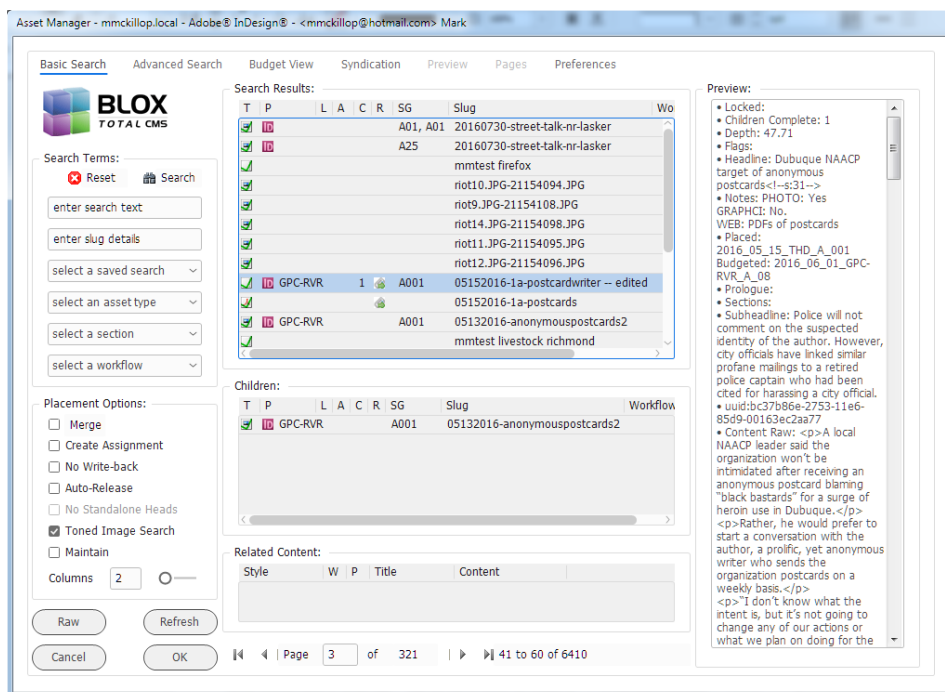 Asset Manager - mmckillop.local - Adobe® InDesign® - <mmckillop@hotmail.com> Mark
Basic Search Advanced Search Budget View Syndication Preview Pages Preferences
BLOX
TOTAL CMS
Search Terms:
Reset Search
enter search text
enter slug details
select a saved search
select an asset type
select a section
select a workflow
Placement Options:
Merge
Create Assignment
No Write-back
Auto-Release
No Standalone Heads
Toned Image Search
Maintain
Columns 2
Raw Refresh
Cancel OK
Search Results:
T P L A C R SG Slug Wo
ID A01, A01 20160730-street-talk-nr-lasker
ID A25 20160730-street-talk-nr-lasker
mmtest firefox
riot10.JPG-21154094.JPG
riot9.JPG-21154108.JPG
riot14.JPG-21154098.JPG
riot11.JPG-21154095.JPG
riot12.JPG-21154096.JPG
ID GPC-RVR 1 A001 05152016-1a-postcardwriter -- edited
05152016-1a-postcards
ID GPC-RVR A001 05132016-anonymouspostcards2
mmtest livestock richmond
Children:
T P L A C R SG Slug Workflow
ID GPC-RVR A001 05132016-anonymouspostcards2
Related Content:
Style W P Title Content
Page 3 of 321 41 to 60 of 6410
Preview:
• Locked:
• Children Complete: 1
• Depth: 47.71
• Flags:
• Headline: Dubuque NAACP
target of anonymous
postcards<!--s:31-->
• Notes: PHOTO: Yes
GRAPHCI: No.
WEB: PDFs of postcards
• Placed:
2016_05_15_THD_A_001
Budgeted: 2016_06_01_GPC-
RVR_A_08
• Prologue:
• Sections:
• Subheadline: Police will not
comment on the suspected
identity of the author. However,
city officials have linked similar
profane mailings to a retired
police captain who had been
cited for harassing a city official.
• uuid:bc37b86e-2753-11e6-
85d9-00163ec2aa77
• Content Raw: <p>A local
NAACP leader said the
organization won't be
intimidated after receiving an
anonymous postcard blaming
"black bastards" for a surge of
heroin use in Dubuque.</p>
<p>Rather, he would prefer to
start a conversation with the
author, a prolific, yet anonymous
writer who sends the
organization postcards on a
weekly basis.</p>
<p>"I don't know what the
intent is, but it's not going to
change any of our actions or
what we plan on doing for the